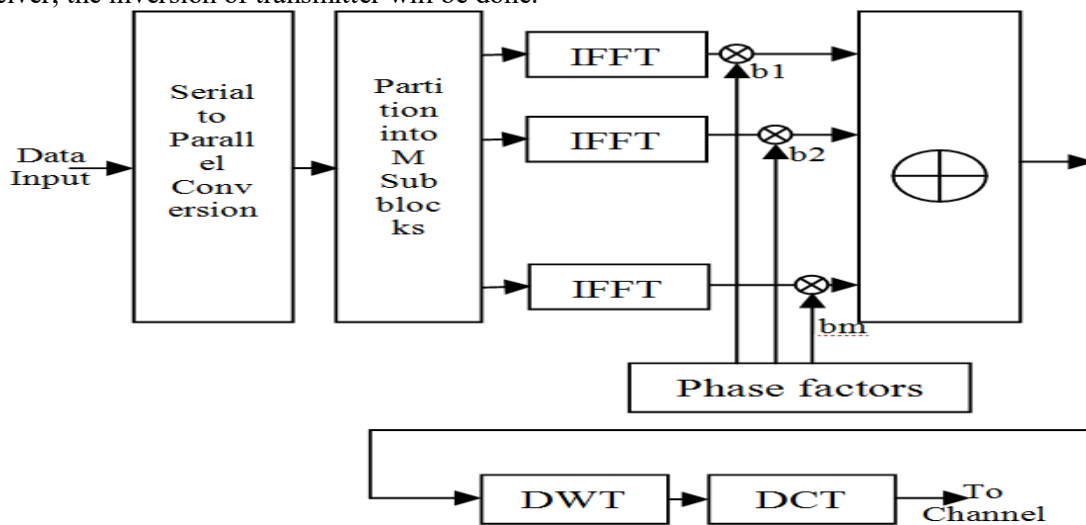 ceiver, the inversion of transmitter will be done.
Data
Input
Serial
to
Parall
el
Conv
ersion
Parti
tion
into
M
Sub
bloc
ks
IFFT
b1
IFFT
b2
IFFT
bm
Phase factors
DWT
DCT
To
Channel